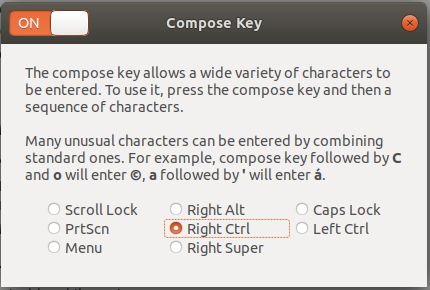 ON Compose Key
The compose key allows a wide variety of characters to
be entered. To use it, press the compose key and then a
sequence of characters.
Many unusual characters can be entered by combining
standard ones. For example, compose key followed by C
and o will enter ©, a followed by ' will enter á.
Scroll Lock Right Alt Caps Lock
PrtScn Right Ctrl Left Ctrl
Menu Right Super